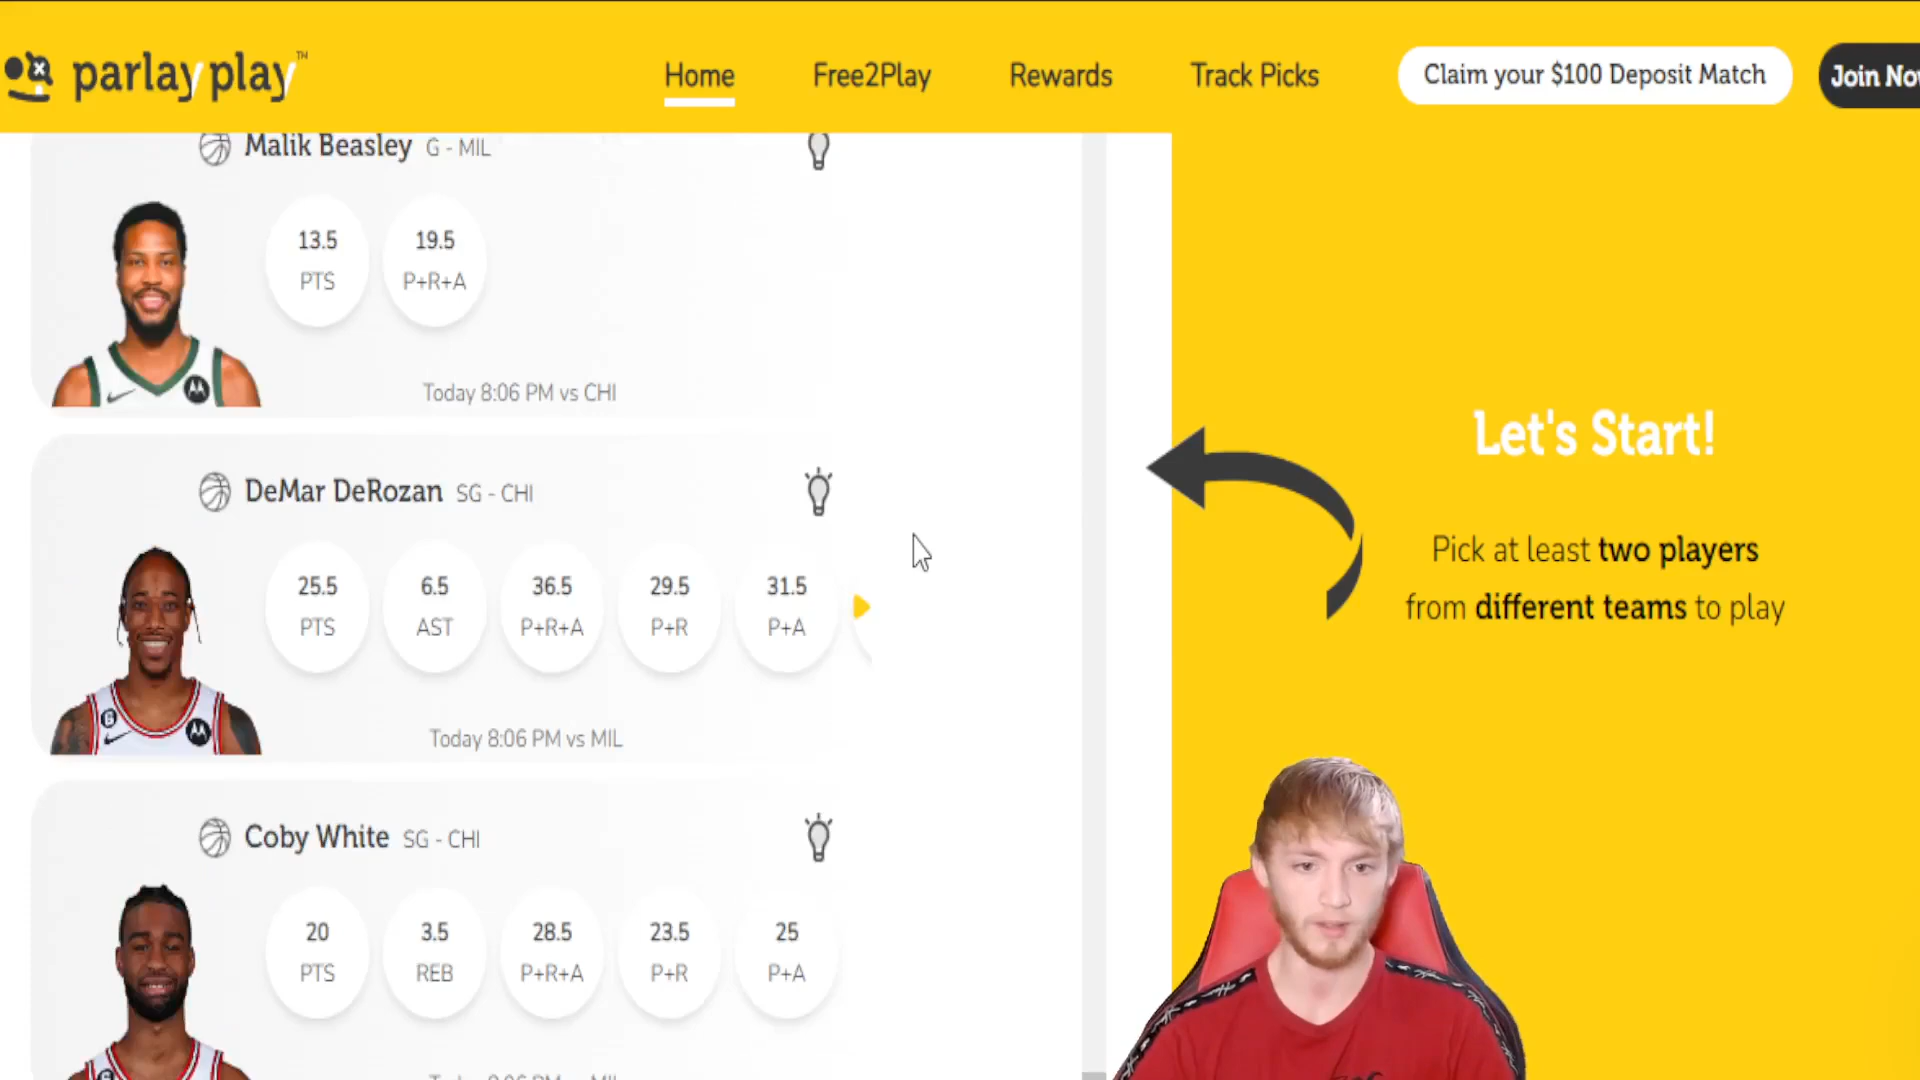 parlay play™
Home
Free2Play
Rewards
Track Picks
Claim your $100 Deposit Match
Malik Beasley G - MIL
13.5
PTS
19.5
P+R+A
Today 8:06 PM vs CHI
DeMar DeRozan SG - CHI
25.5
PTS
6.5
AST
36.5
P+R+A
29.5
P+R
31.5
P+A
Today 8:06 PM vs MIL
Coby White SG - CHI
20
PTS
3.5
REB
28.5
P+R+A
23.5
P+R
25
P+A
Join No
Let's Start!
Pick at least two players
from different teams to play